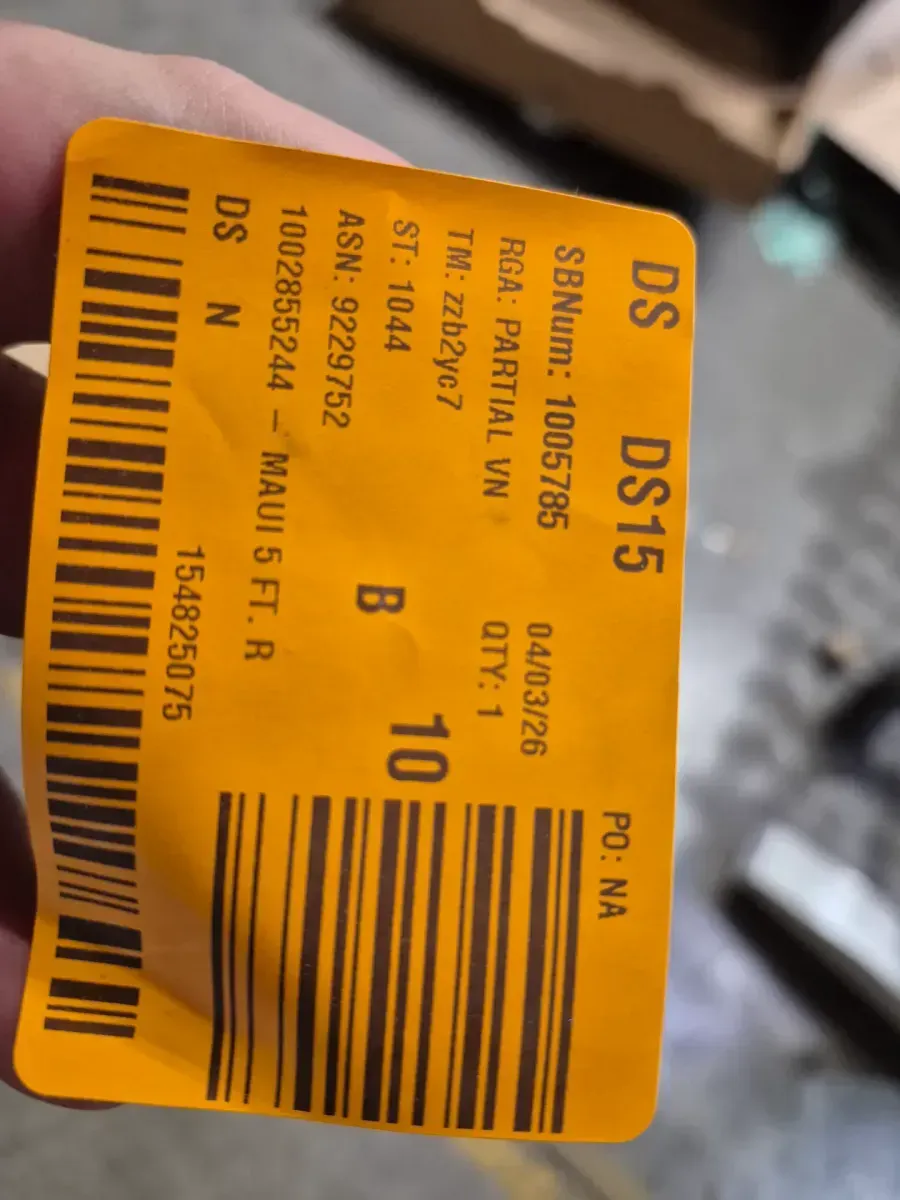 DS DS15
PO: NA
SBNum: 1005785 04/03/26
RGA: PARTIAL VN QTY: 1
TM: zzb2yc7
ST: 1044 B 10
ASN: 9229752
1002855244 - MAUI 5 FT. R
DS N 154825075